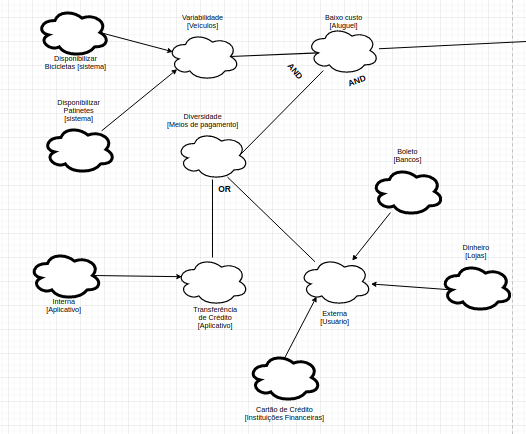 Variabilidade
[Veículos]
Baixo custo
[Aluguel]
Disponibilizar
Bicicletas [sistema]
AND
AND
Disponibilizar
Patinetes
[sistema]
Diversidade
[Meios de pagamento]
Boleto
[Bancos]
OR
Dinheiro
[Lojas]
Interna
[Aplicativo]
Transferência
de Crédito
[Aplicativo]
Externa
[Usuário]
Cartão de Crédito
[Instituições Financeiras]